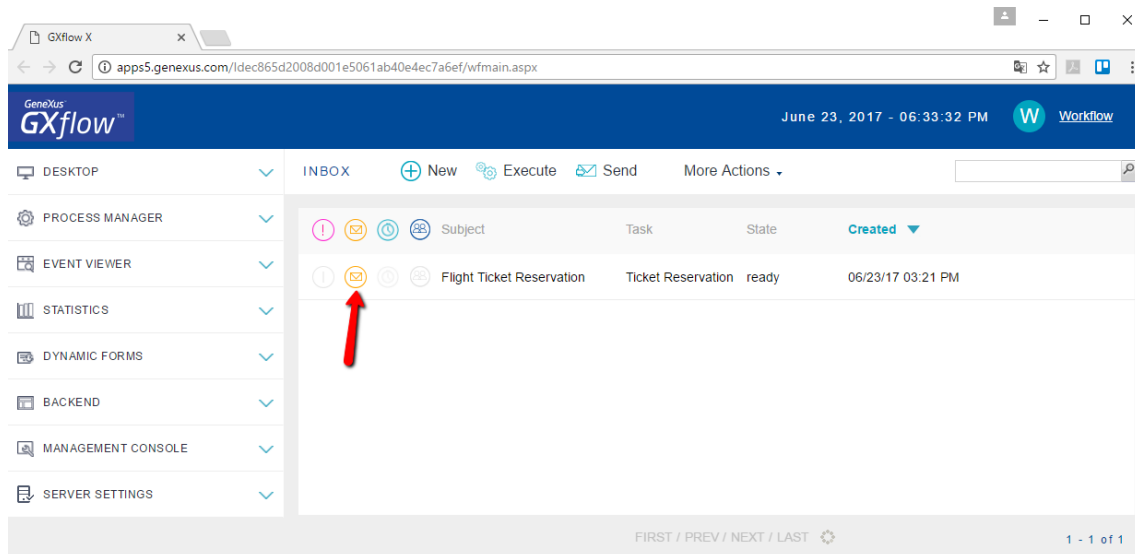 GXflow X
apps5.genexus.com/Idec865d2008d001e5061ab40e4ec7a6ef/wfmain.aspx
GeneXus™
GXflow™
June 23, 2017 - 06:33:32 PM W Workflow
DESKTOP
PROCESS MANAGER
EVENT VIEWER
STATISTICS
DYNAMIC FORMS
BACKEND
MANAGEMENT CONSOLE
SERVER SETTINGS
INBOX New Execute Send More Actions
Subject Task State Created
Flight Ticket Reservation Ticket Reservation ready 06/23/17 03:21 PM
FIRST / PREV / NEXT / LAST
1 - 1 of 1